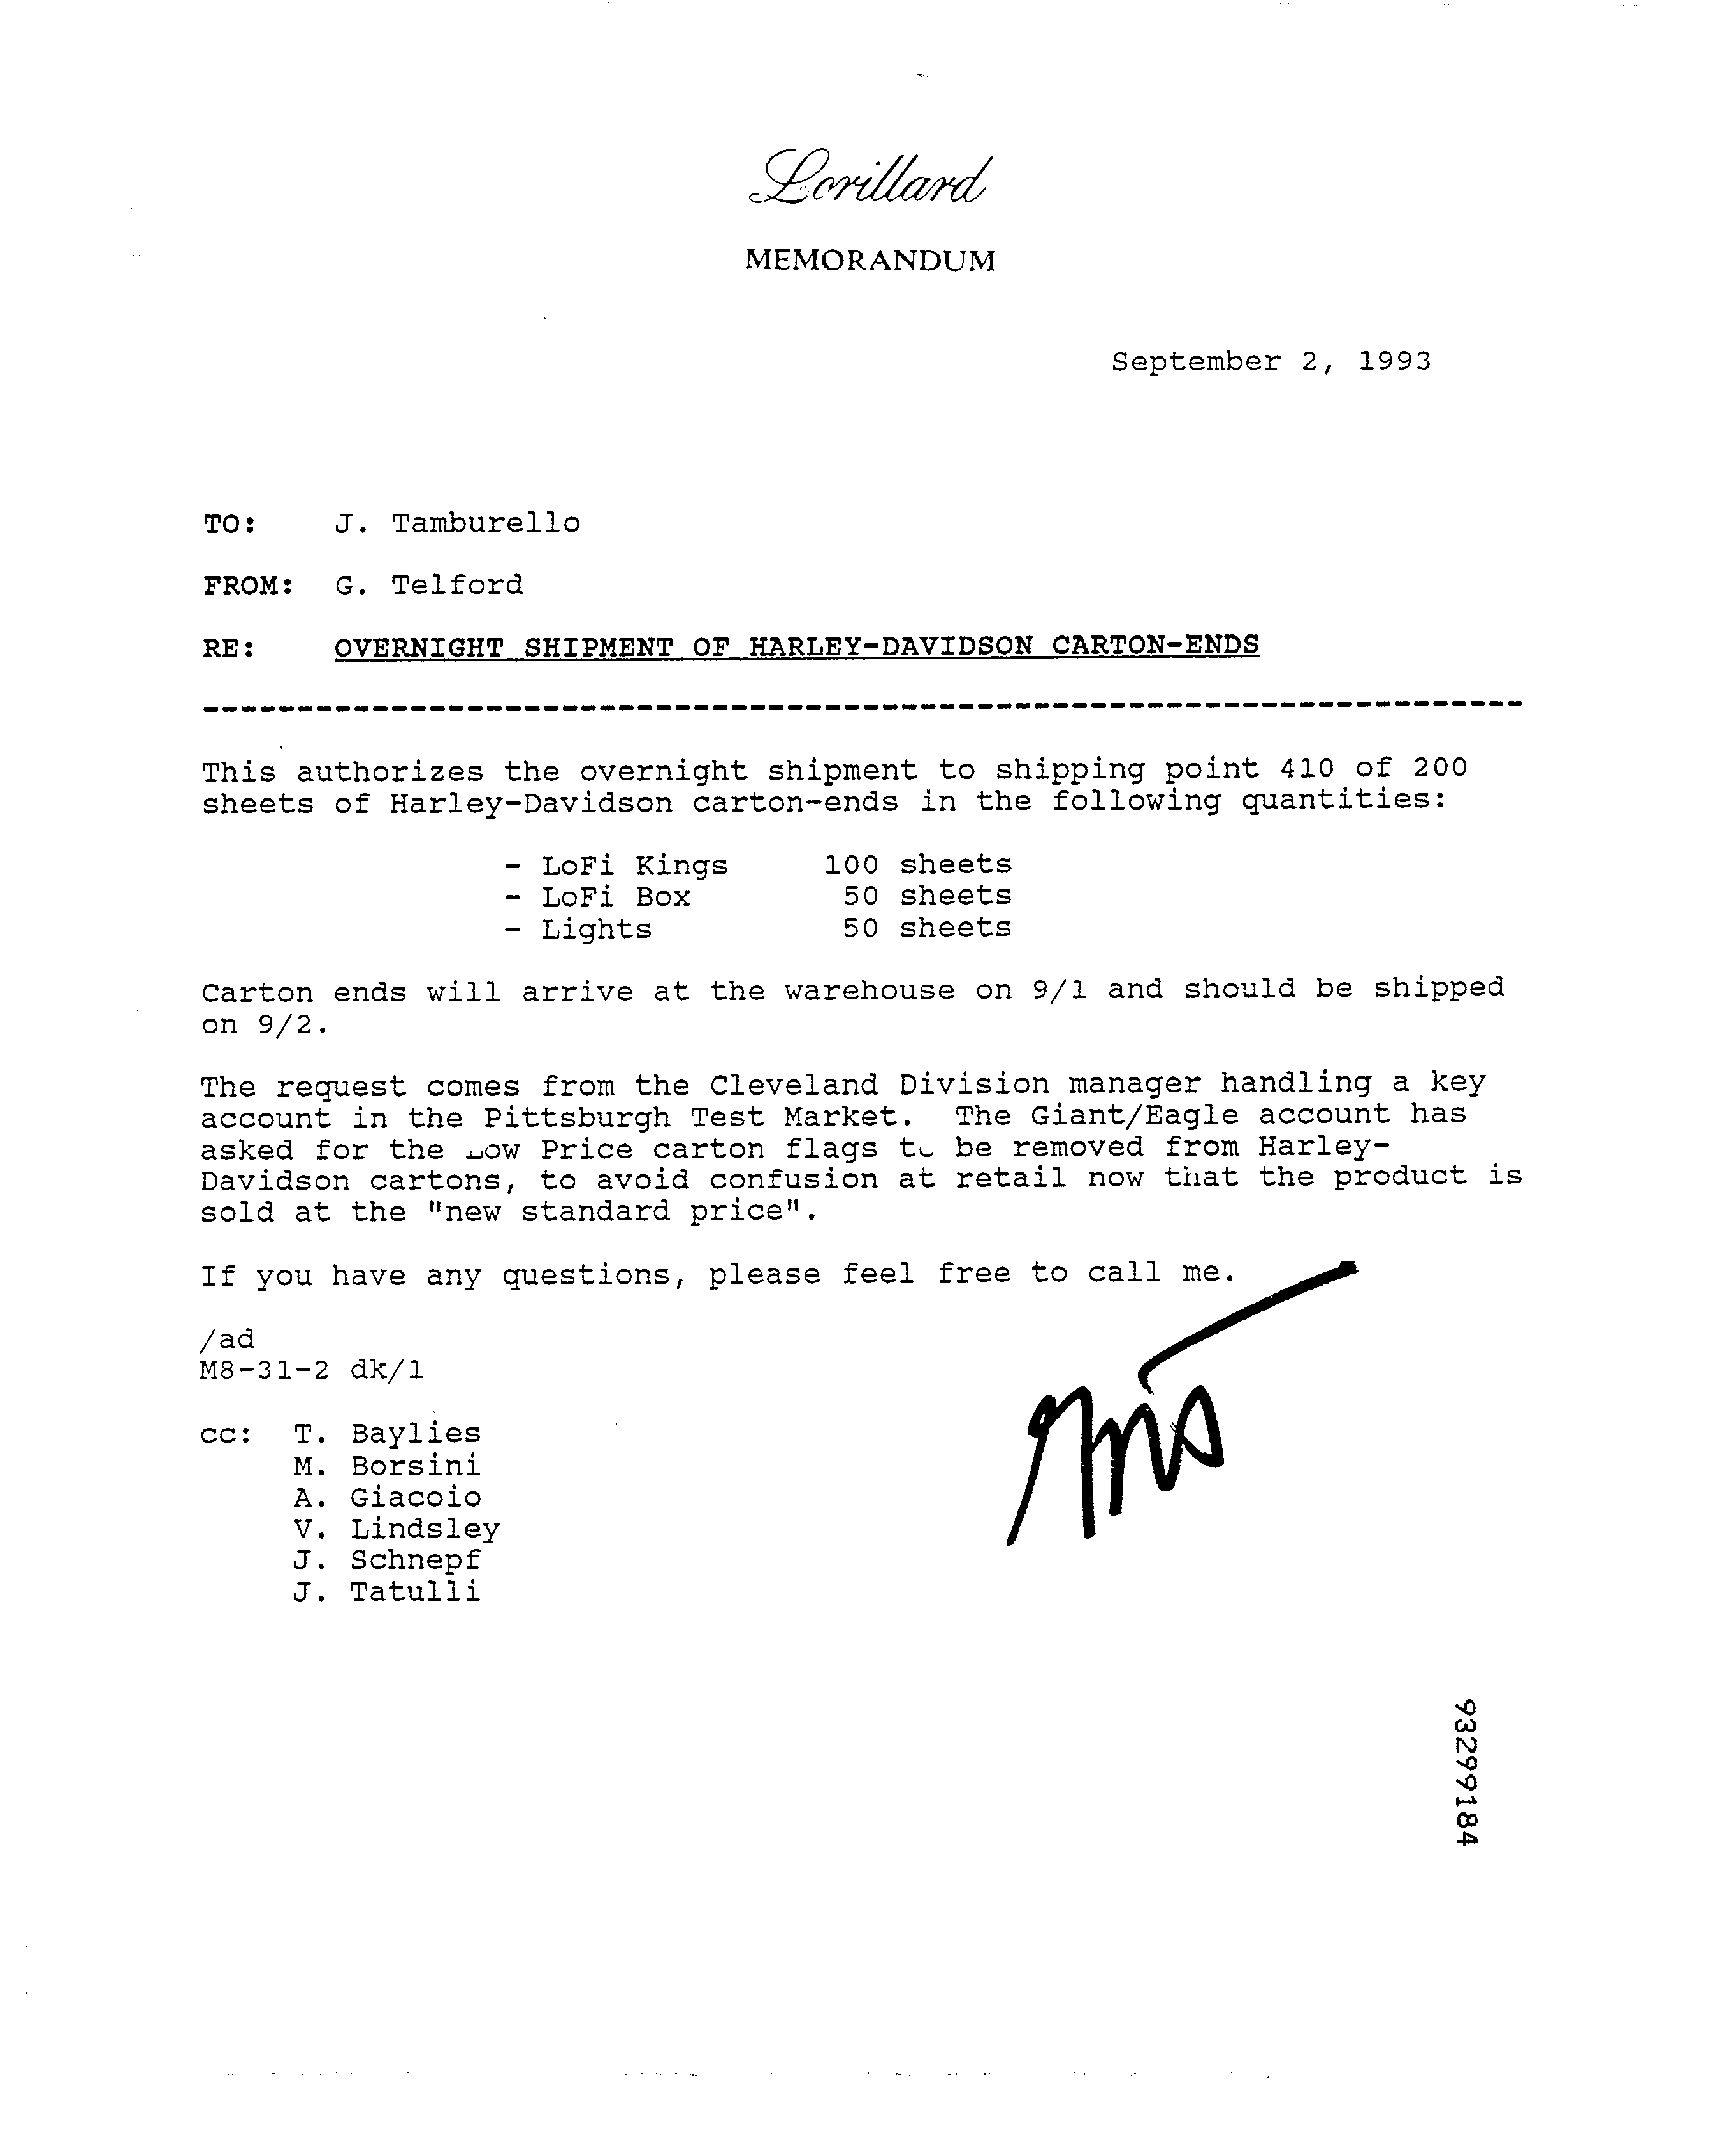 Lorillard
MEMORANDUM
September 2, 1993
TO: J. Tamburello
FROM: G. Telford
RE: OVERNIGHT SHIPMENT OF HARLEY-DAVIDSON CARTON-ENDS
This authorizes the overnight shipment to shipping point 410 of 200
sheets of Harley-Davidson carton-ends in the following quantities:
- LoFi Kings 100 sheets
- LoFi Box 50 sheets
- Lights 50 sheets
Carton ends will arrive at the warehouse on 9/1 and should be shipped
on 9/2.
The request comes from the Cleveland Division manager handling a key
account in the Pittsburgh Test Market. The Giant/Eagle account has
asked for the Low Price carton flags to be removed from Harley-
Davidson cartons, to avoid confusion at retail now that the product is
sold at the "new standard price".
If you have any questions, please feel free to call me.
/ad
M8-31-2 dk/1
cc: T. Baylies
M. Borsini
A. Giacoio
V. Lindsley
J. Schnepf
J. Tatulli
93299184